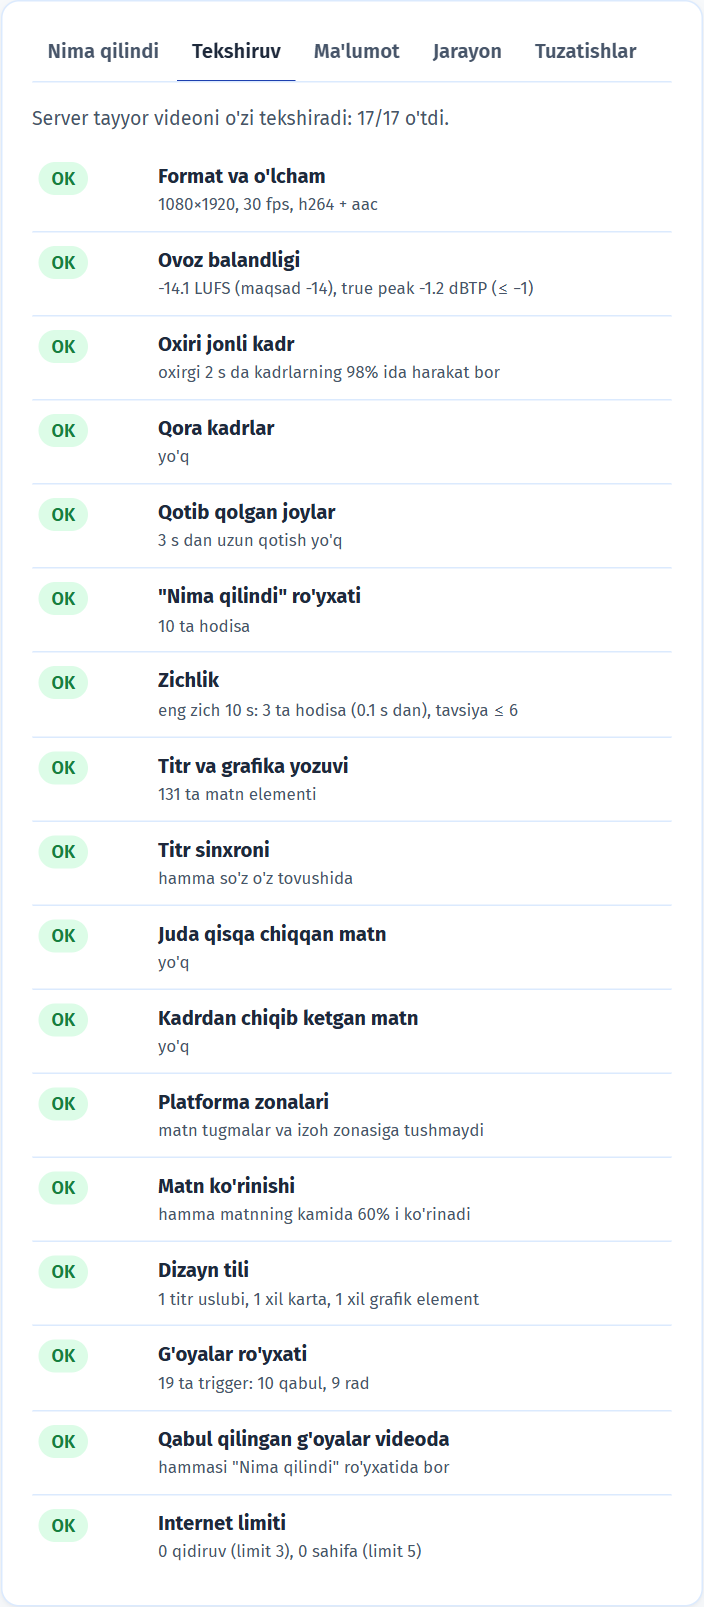 Nima qilindi Tekshiruv Ma'lumot Jarayon Tuzatishlar
Server tayyor videoni o'zi tekshiradi: 17/17 o'tdi.
OK Format va o'lcham
1080×1920, 30 fps, h264 + aac
OK Ovoz balandligi
-14.1 LUFS (maqsad -14), true peak -1.2 dBTP (≤ −1)
OK Oxiri jonli kadr
oxirgi 2 s da kadrlarning 98% ida harakat bor
OK Qora kadrlar
yo'q
OK Qotib qolgan joylar
3 s dan uzun qotish yo'q
OK "Nima qilindi" ro'yxati
10 ta hodisa
OK Zichlik
eng zich 10 s: 3 ta hodisa (0.1 s dan), tavsiya ≤ 6
OK Titr va grafika yozuvi
131 ta matn elementi
OK Titr sinxroni
hamma so'z o'z tovushida
OK Juda qisqa chiqqan matn
yo'q
OK Kadrdan chiqib ketgan matn
yo'q
OK Platforma zonalari
matn tugmalar va izoh zonasiga tushmaydi
OK Matn ko'rinishi
hamma matnning kamida 60% i ko'rinadi
OK Dizayn tili
1 titr uslubi, 1 xil karta, 1 xil grafik element
OK G'oyalar ro'yxati
19 ta trigger: 10 qabul, 9 rad
OK Qabul qilingan g'oyalar videoda
hammasi "Nima qilindi" ro'yxatida bor
OK Internet limiti
0 qidiruv (limit 3), 0 sahifa (limit 5)